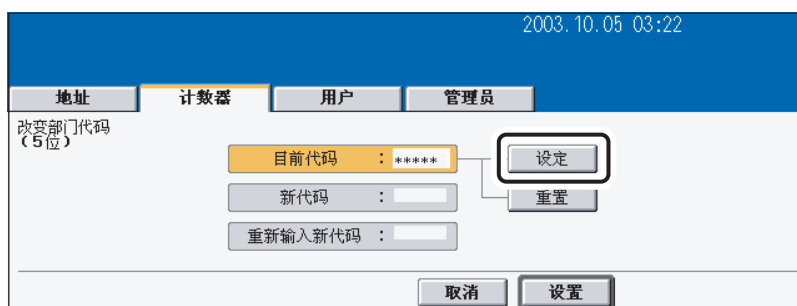 2003.10.05 03:22
地址 计数器 用户 管理员
改变部门代码
(5位)
目前代码 : ***** 设定
新代码 : 重置
重新输入新代码 :
取消 设置